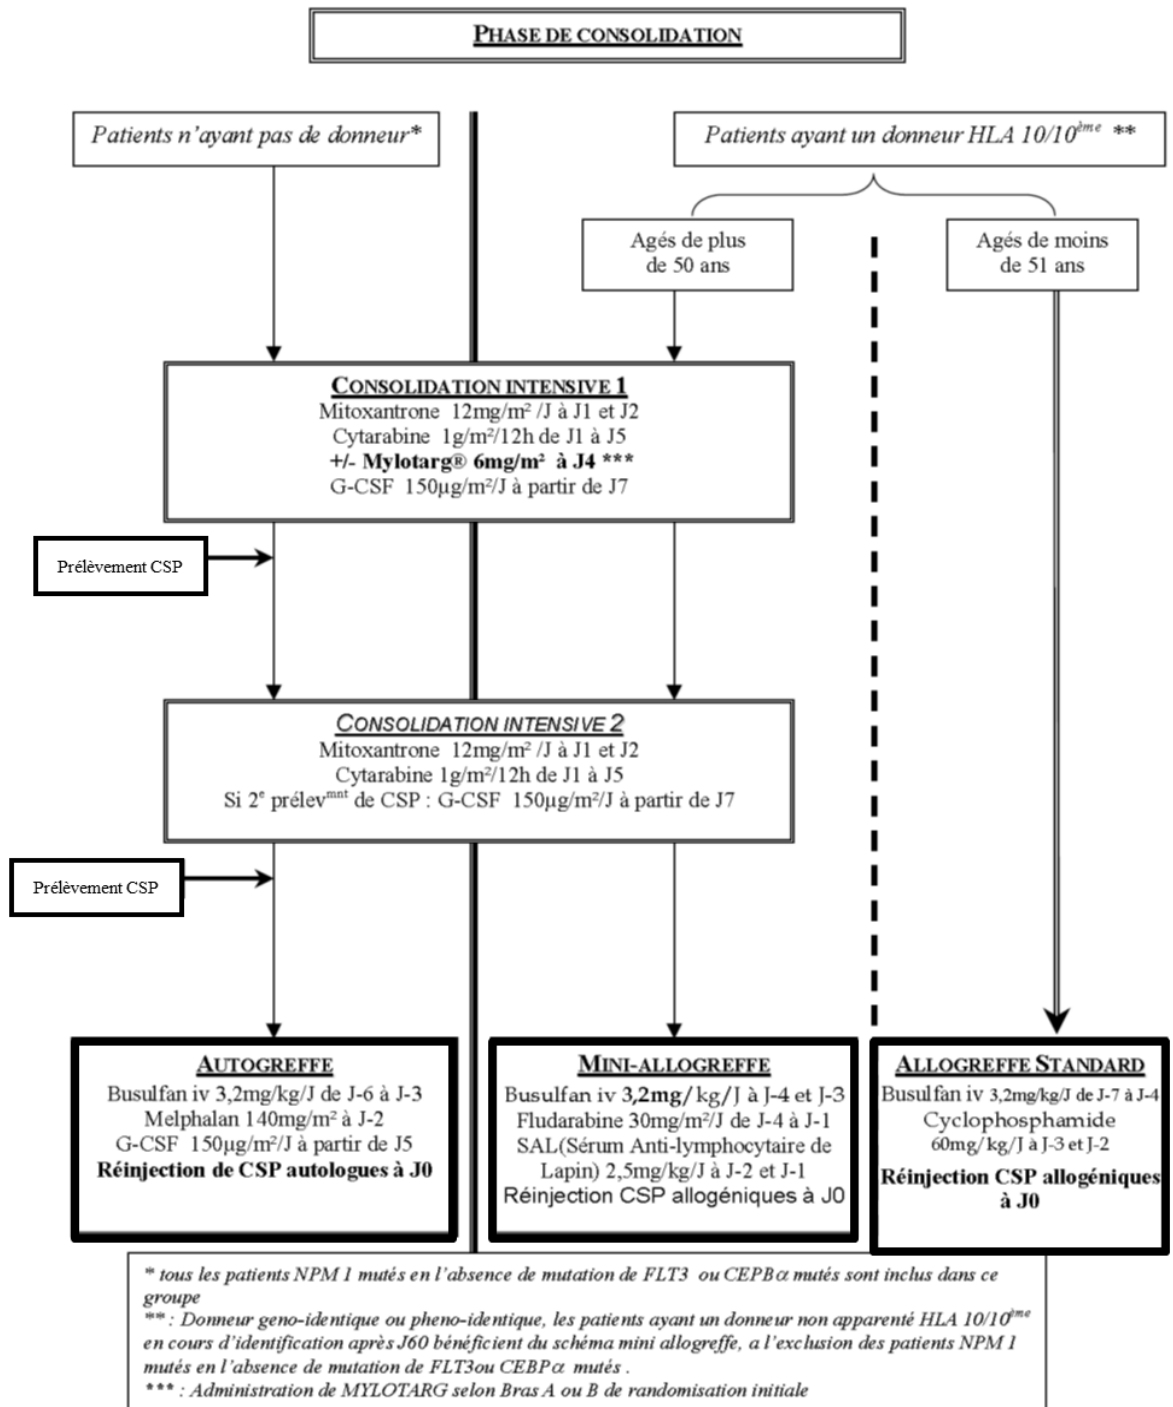 PHASE DE CONSOLIDATION
Patients n'ayant pas de donneur*
Patients ayant un donneur HLA 10/10ème **
Agés de plus
de 50 ans
Agés de moins
de 51 ans
CONSOLIDATION INTENSIVE 1
Mitoxantrone 12mg/m² /J à J1 et J2
Cytarabine 1g/m²/12h de J1 à J5
+/- Mylotarg® 6mg/m² à J4 ***
G-CSF 150µg/m²/J à partir de J7
Prélèvement CSP
CONSOLIDATION INTENSIVE 2
Mitoxantrone 12mg/m² /J à J1 et J2
Cytarabine 1g/m²/12h de J1 à J5
Si 2e prélevmnt de CSP : G-CSF 150µg/m²/J à partir de J7
Prélèvement CSP
AUTOGREFFE
Busulfan iv 3,2mg/kg/J de J-6 à J-3
Melphalan 140mg/m² à J-2
G-CSF 150µg/m²/J à partir de J5
Réinjection de CSP autologues à J0
MINI-ALLOGREFFE
Busulfan iv 3,2mg/kg/J à J-4 et J-3
Fludarabine 30mg/m²/J de J-4 à J-1
SAL(Sérum Anti-lymphocytaire de
Lapin) 2,5mg/kg/J à J-2 et J-1
Réinjection CSP allogéniques à J0
ALLOGREFFE STANDARD
Busulfan iv 3,2mg/kg/J de J-7 à J-4
Cyclophosphamide
60mg/kg/J à J-3 et J-2
Réinjection CSP allogéniques
à J0
* tous les patients NPM 1 mutés en l'absence de mutation de FLT3 ou CEPBα mutés sont inclus dans ce
groupe
** : Donneur geno-identique ou pheno-identique, les patients ayant un donneur non apparenté HLA 10/10ème
en cours d'identification après J60 bénéficient du schéma mini allogreffe, a l'exclusion des patients NPM 1
mutés en l'absence de mutation de FLT3ou CEBPα mutés .
*** : Administration de MYLOTARG selon Bras A ou B de randomisation initiale